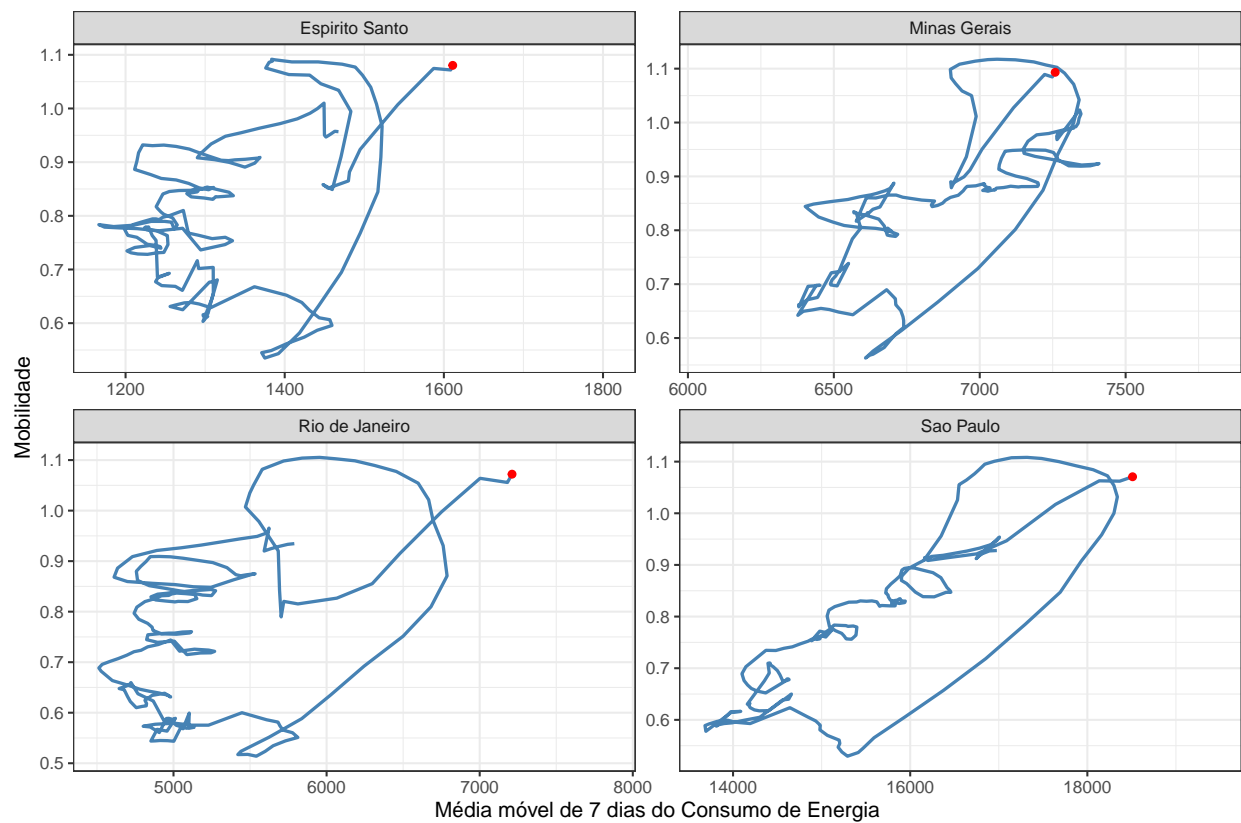 Espirito Santo
Minas Gerais
1.1
1.0
0.9
0.8
0.7
0.6
1200 1400 1600 1800
1.1
1.0
0.9
0.8
0.7
0.6
6000 6500 7000 7500
Mobilidade
Rio de Janeiro
Sao Paulo
1.1
1.0
0.9
0.8
0.7
0.6
0.5
5000 6000 7000 8000
1.1
1.0
0.9
0.8
0.7
0.6
14000 16000 18000
Média móvel de 7 dias do Consumo de Energia